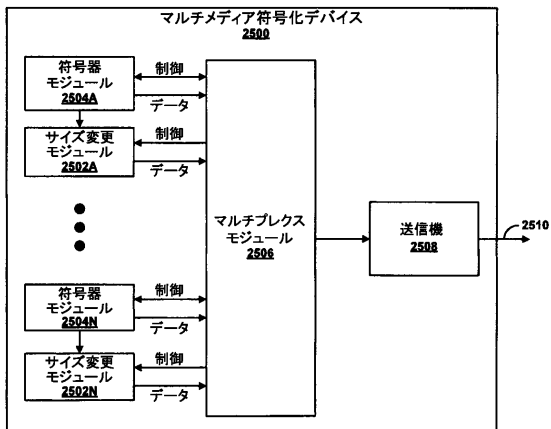 マルチメディア符号化デバイス
2500
符号器
モジュール
2504A
制御
データ
サイズ変更
モジュール
2502A
制御
データ
マルチプレクス
モジュール
2506
送信機
2508
2510
符号器
モジュール
2504N
制御
データ
サイズ変更
モジュール
2502N
制御
データ